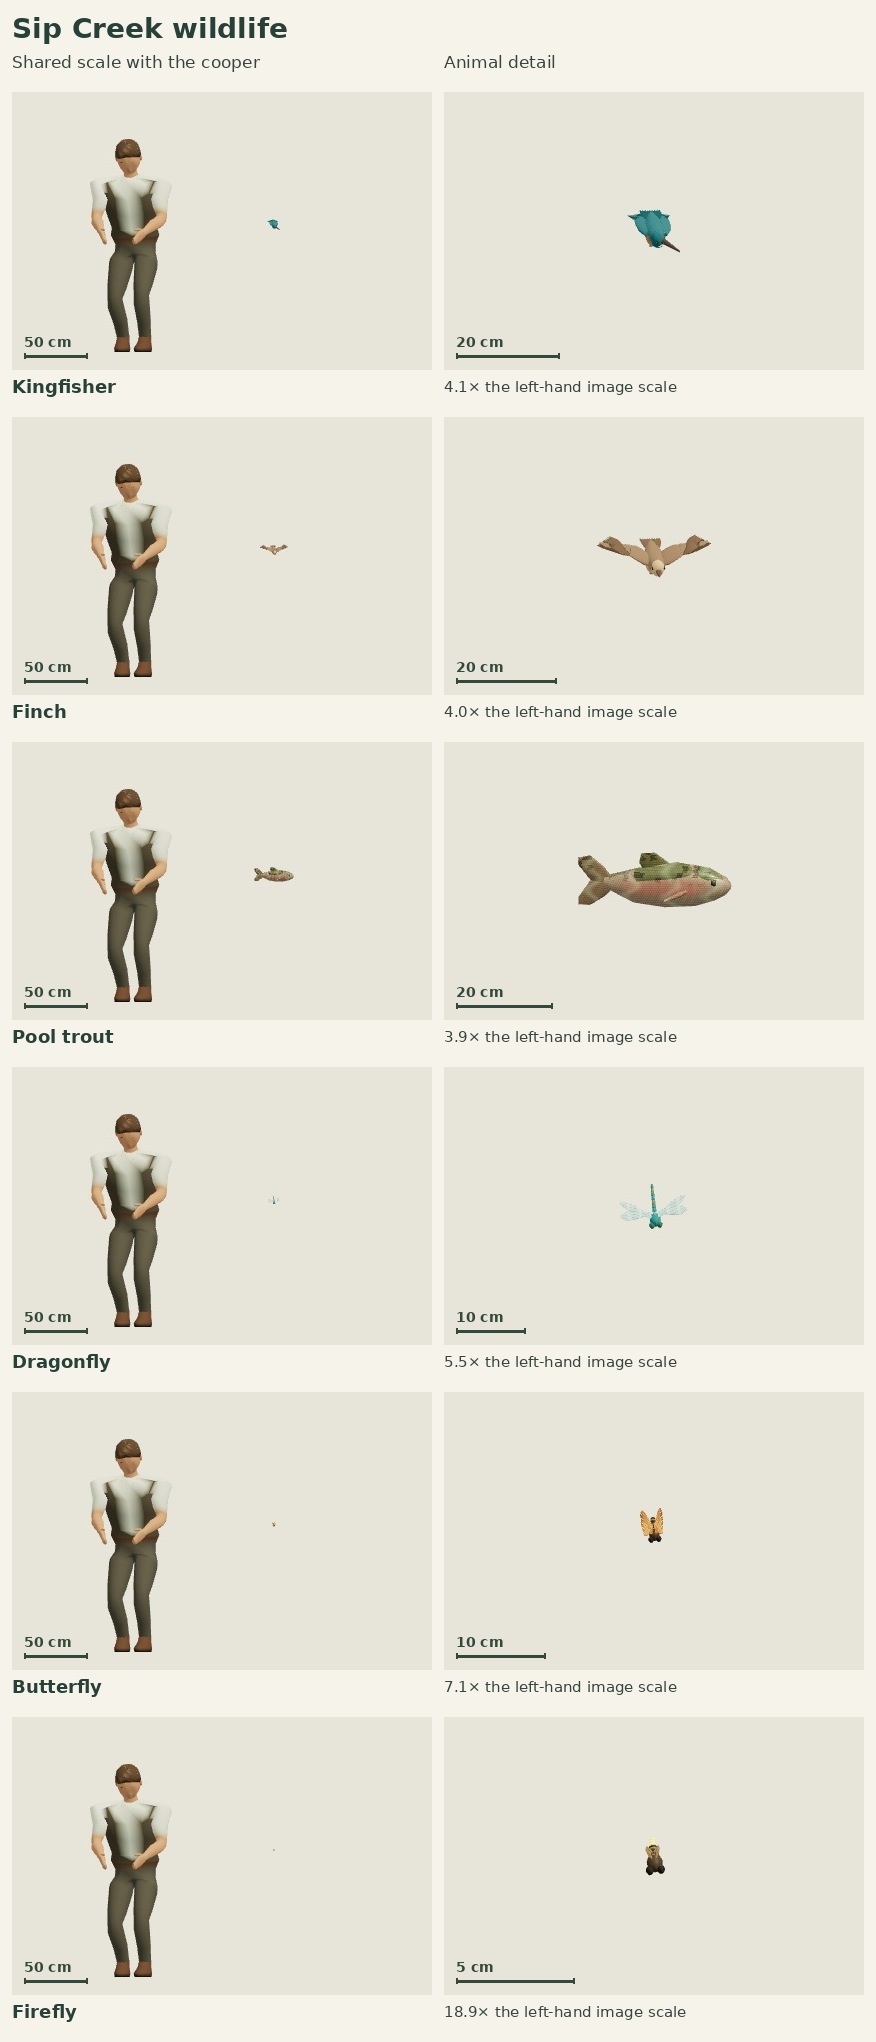 Sip Creek wildlife
Shared scale with the cooper
Animal detail
50 cm
20 cm
Kingfisher
4.1× the left-hand image scale
50 cm
20 cm
Finch
4.0× the left-hand image scale
50 cm
20 cm
Pool trout
3.9× the left-hand image scale
50 cm
10 cm
Dragonfly
5.5× the left-hand image scale
50 cm
10 cm
Butterfly
7.1× the left-hand image scale
50 cm
5 cm
Firefly
18.9× the left-hand image scale